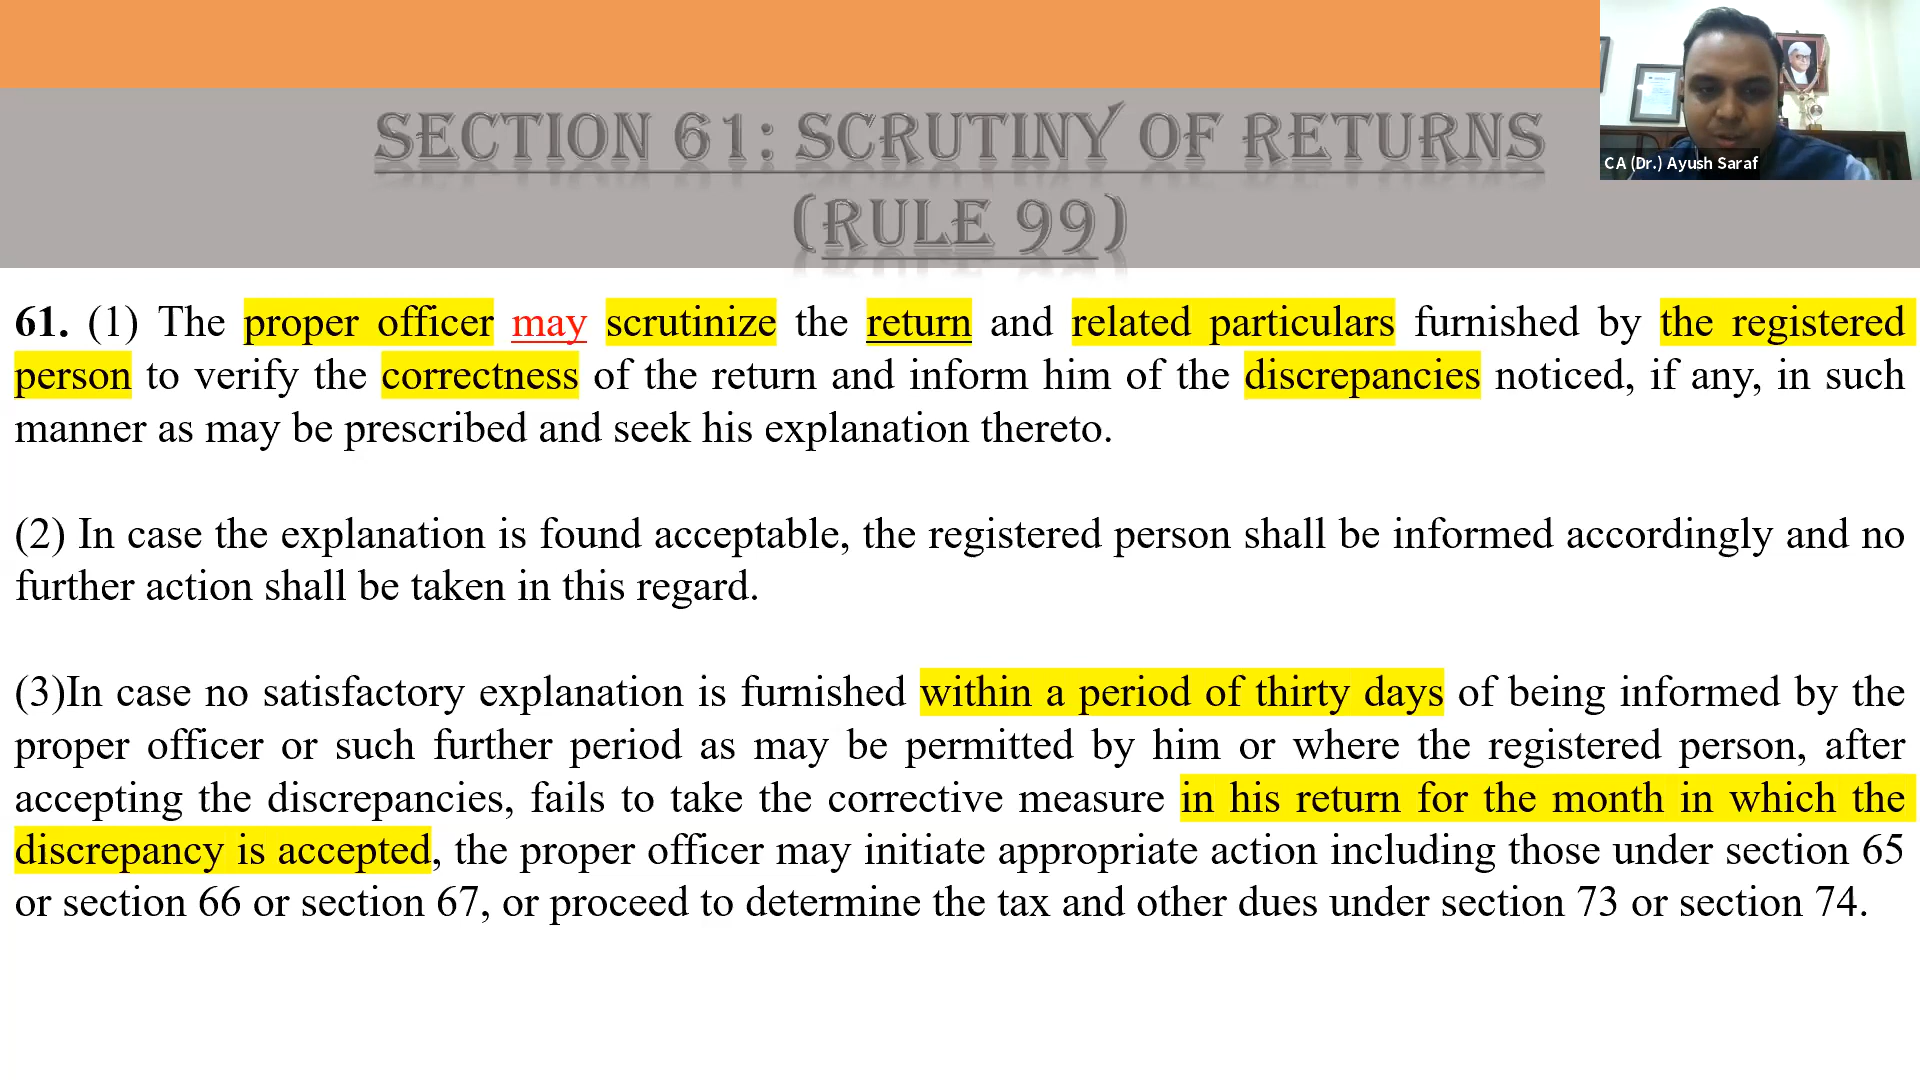 SECTION 61: SCRUTINY OF RETURNS
(RULE 99)
CA (Dr.) Ayush Saraf
61. (1) The proper officer may scrutinize the return and related particulars furnished by the registered
person to verify the correctness of the return and inform him of the discrepancies noticed, if any, in such
manner as may be prescribed and seek his explanation thereto.
(2) In case the explanation is found acceptable, the registered person shall be informed accordingly and no
further action shall be taken in this regard.
(3)In case no satisfactory explanation is furnished within a period of thirty days of being informed by the
proper officer or such further period as may be permitted by him or where the registered person, after
accepting the discrepancies, fails to take the corrective measure in his return for the month in which the
discrepancy is accepted, the proper officer may initiate appropriate action including those under section 65
or section 66 or section 67, or proceed to determine the tax and other dues under section 73 or section 74.